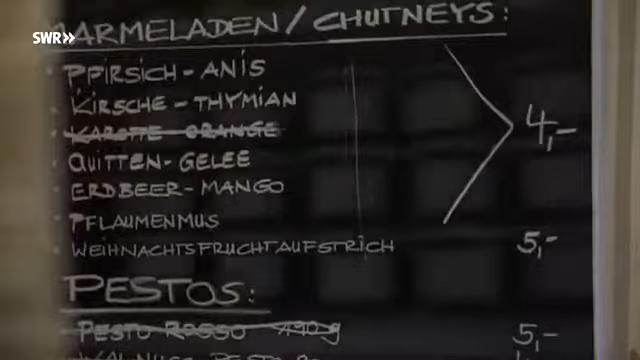 SWR»
MARMELADEN/CHUTNEYS:
· PFIRSICH-ANIS
· KIRSCHE-THYMIAN
· KAROTTE ORANGE
4,-
· QUITTEN-GELEE
· ERDBEER-MANGO
· PFLAUMENMUS
· WEIHNACHTSFRUCHTAUFSTRICH 5,-
PESTOS:
· PESTO ROSSO 190g 5,-